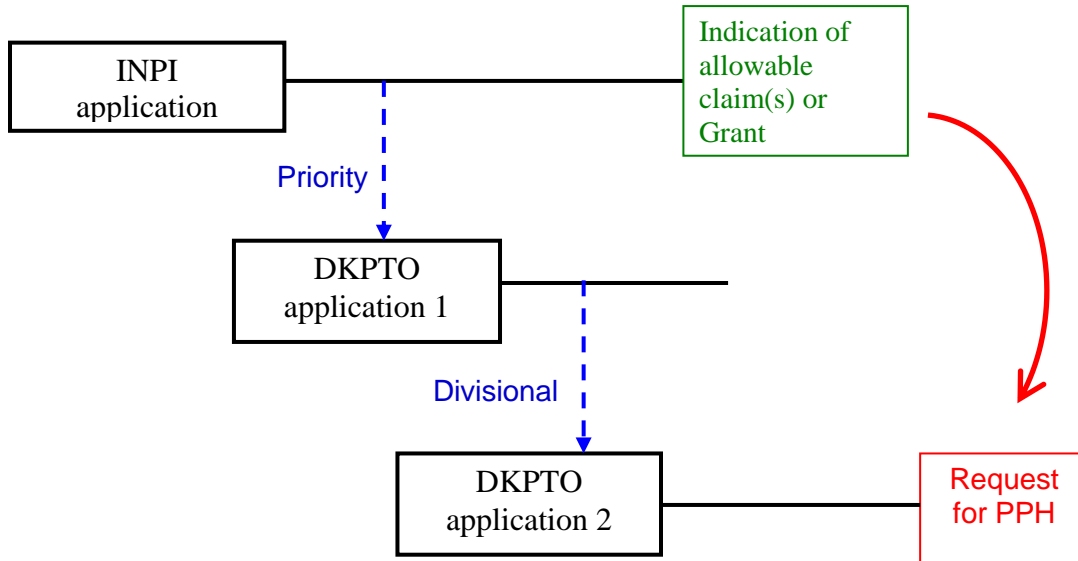 INPI
application
Indication of
allowable
claim(s) or
Grant
Priority
DKPTO
application 1
Divisional
DKPTO
application 2
Request
for PPH